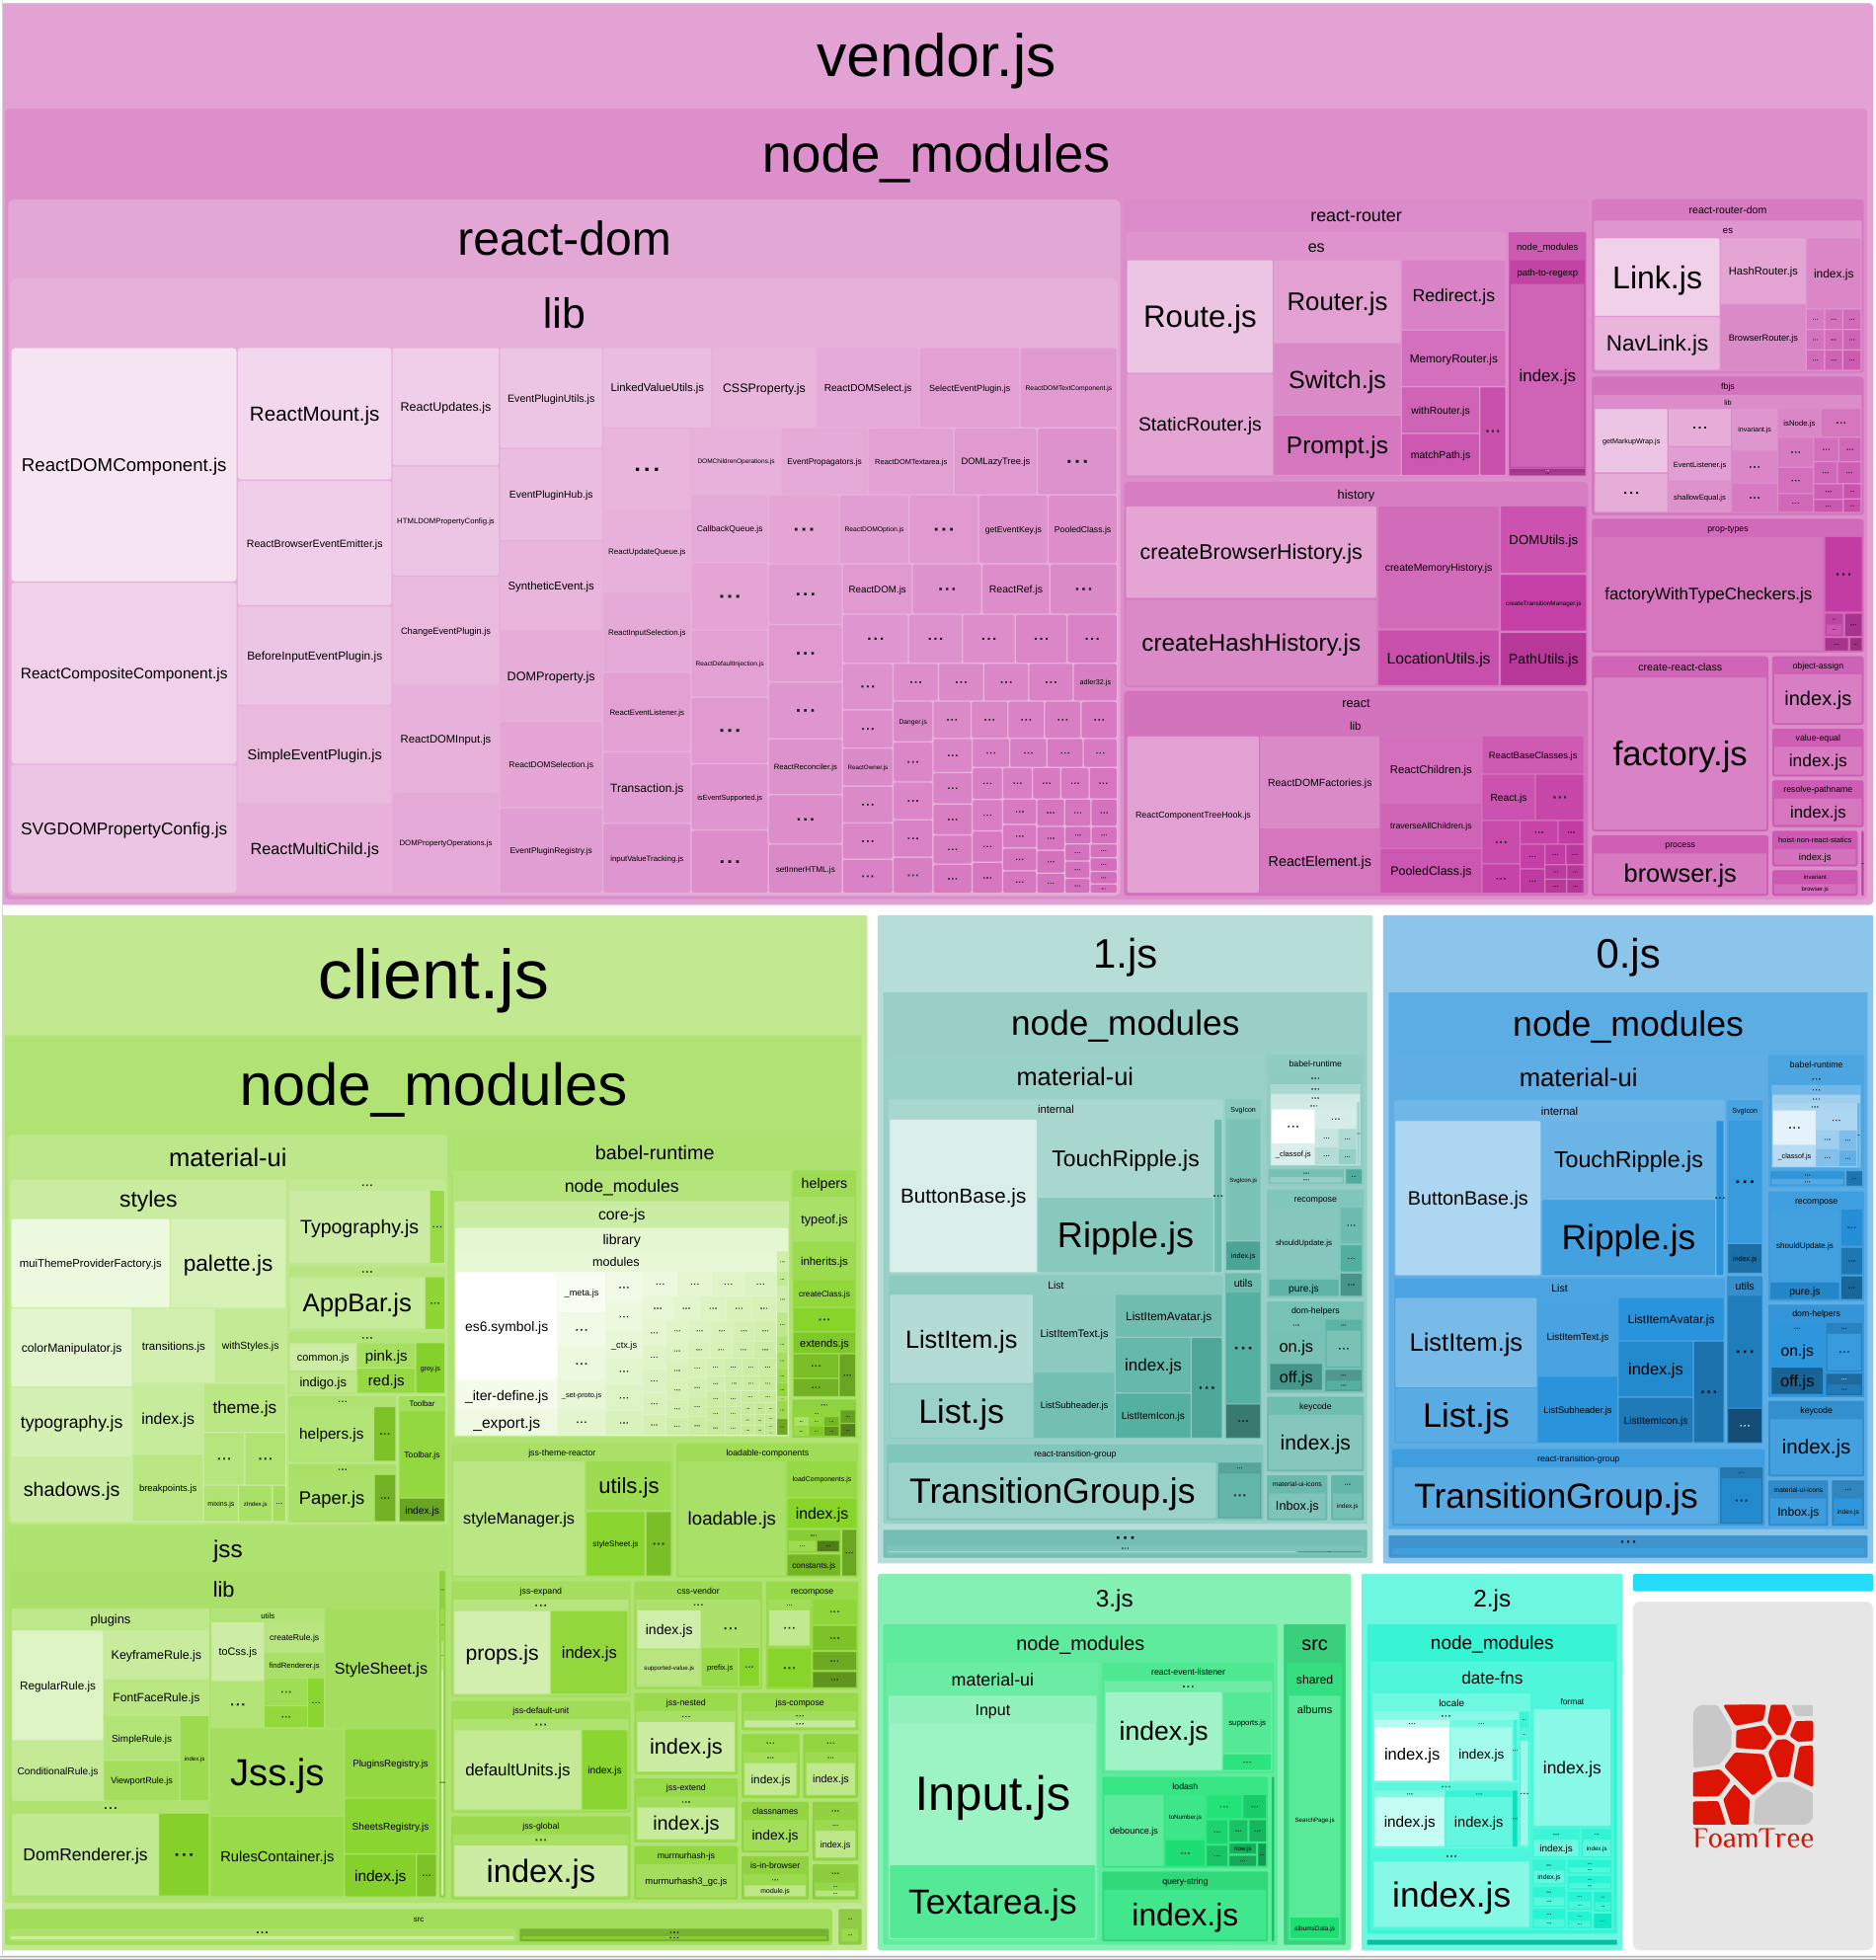 vendor.js
node_modules
react-dom
lib
ReactDOMComponent.js
ReactCompositeComponent.js
SVGDOMPropertyConfig.js
ReactMount.js
ReactBrowserEventEmitter.js
BeforeInputEventPlugin.js
SimpleEventPlugin.js
ReactMultiChild.js
ReactUpdates.js
HTMLDOMPropertyConfig.js
ChangeEventPlugin.js
ReactDOMInput.js
DOMPropertyOperations.js
EventPluginUtils.js
EventPluginHub.js
SyntheticEvent.js
DOMProperty.js
ReactDOMSelection.js
EventPluginRegistry.js
LinkedValueUtils.js
CSSProperty.js
ReactDOMSelect.js
SelectEventPlugin.js
ReactDOMTextComponent.js
...
DOMChildrenOperations.js
EventPropagators.js
ReactDOMTextarea.js
DOMLazyTree.js
...
ReactUpdateQueue.js
ReactInputSelection.js
ReactEventListener.js
Transaction.js
inputValueTracking.js
CallbackQueue.js
...
ReactDOMOption.js
...
getEventKey.js
PooledClass.js
ReactDefaultInjection.js
isEventSupported.js
ReactDOM.js
...
ReactRef.js
...
adler32.js
Danger.js
ReactReconciler.js
ReactOwner.js
setInnerHTML.js
react-router
es
Route.js
StaticRouter.js
Router.js
Switch.js
Prompt.js
Redirect.js
MemoryRouter.js
withRouter.js
...
matchPath.js
node_modules
path-to-regexp
index.js
history
createBrowserHistory.js
createHashHistory.js
createMemoryHistory.js
LocationUtils.js
DOMUtils.js
createTransitionManager.js
PathUtils.js
react
lib
ReactComponentTreeHook.js
ReactDOMFactories.js
ReactElement.js
ReactChildren.js
traverseAllChildren.js
PooledClass.js
ReactBaseClasses.js
React.js
...
react-router-dom
es
Link.js
NavLink.js
HashRouter.js
BrowserRouter.js
index.js
fbjs
lib
getMarkupWrap.js
...
EventListener.js
shallowEqual.js
invariant.js
isNode.js
prop-types
factoryWithTypeCheckers.js
...
create-react-class
factory.js
process
browser.js
object-assign
index.js
value-equal
index.js
resolve-pathname
index.js
hoist-non-react-statics
index.js
invariant
browser.js
client.js
node_modules
material-ui
styles
muiThemeProviderFactory.js
palette.js
colorManipulator.js
transitions.js
withStyles.js
typography.js
index.js
theme.js
shadows.js
breakpoints.js
mixins.js
zIndex.js
...
Typography.js
...
AppBar.js
...
common.js
pink.js
grey.js
indigo.js
red.js
...
helpers.js
...
Paper.js
Toolbar
Toolbar.js
index.js
jss
lib
plugins
RegularRule.js
ConditionalRule.js
KeyframeRule.js
FontFaceRule.js
SimpleRule.js
ViewportRule.js
index.js
...
DomRenderer.js
...
utils
toCss.js
createRule.js
findRenderer.js
StyleSheet.js
Jss.js
RulesContainer.js
PluginsRegistry.js
SheetsRegistry.js
index.js
babel-runtime
node_modules
core-js
library
modules
es6.symbol.js
_iter-define.js
_export.js
_meta.js
_ctx.js
_set-proto.js
helpers
typeof.js
inherits.js
createClass.js
...
extends.js
jss-theme-reactor
styleManager.js
utils.js
styleSheet.js
...
loadable-components
loadable.js
loadComponents.js
index.js
constants.js
jss-expand
...
props.js
index.js
css-vendor
...
index.js
...
supported-value.js
prefix.js
...
recompose
jss-default-unit
...
defaultUnits.js
index.js
jss-nested
...
index.js
jss-compose
jss-extend
...
index.js
index.js
index.js
jss-global
...
index.js
murmurhash-js
murmurhash3_gc.js
classnames
index.js
index.js
is-in-browser
...
module.js
src
...
1.js
node_modules
material-ui
internal
ButtonBase.js
TouchRipple.js
Ripple.js
SvgIcon
SvgIcon.js
index.js
List
ListItem.js
List.js
ListItemText.js
ListSubheader.js
ListItemAvatar.js
index.js
ListItemIcon.js
...
utils
...
react-transition-group
TransitionGroup.js
...
babel-runtime
...
_classof.js
recompose
shouldUpdate.js
pure.js
dom-helpers
on.js
off.js
keycode
index.js
material-ui-icons
Inbox.js
index.js
...
0.js
node_modules
material-ui
internal
ButtonBase.js
TouchRipple.js
Ripple.js
SvgIcon
...
index.js
List
ListItem.js
List.js
ListItemText.js
ListSubheader.js
ListItemAvatar.js
index.js
ListItemIcon.js
...
utils
...
react-transition-group
TransitionGroup.js
...
babel-runtime
...
_classof.js
recompose
shouldUpdate.js
pure.js
dom-helpers
on.js
off.js
keycode
index.js
material-ui-icons
Inbox.js
index.js
...
3.js
node_modules
material-ui
Input
Input.js
Textarea.js
react-event-listener
...
index.js
supports.js
...
lodash
debounce.js
toNumber.js
now.js
query-string
index.js
src
shared
albums
SearchPage.js
albumsData.js
2.js
node_modules
date-fns
locale
...
index.js
index.js
...
index.js
index.js
...
index.js
format
index.js
index.js
index.js
index.js
FoamTree